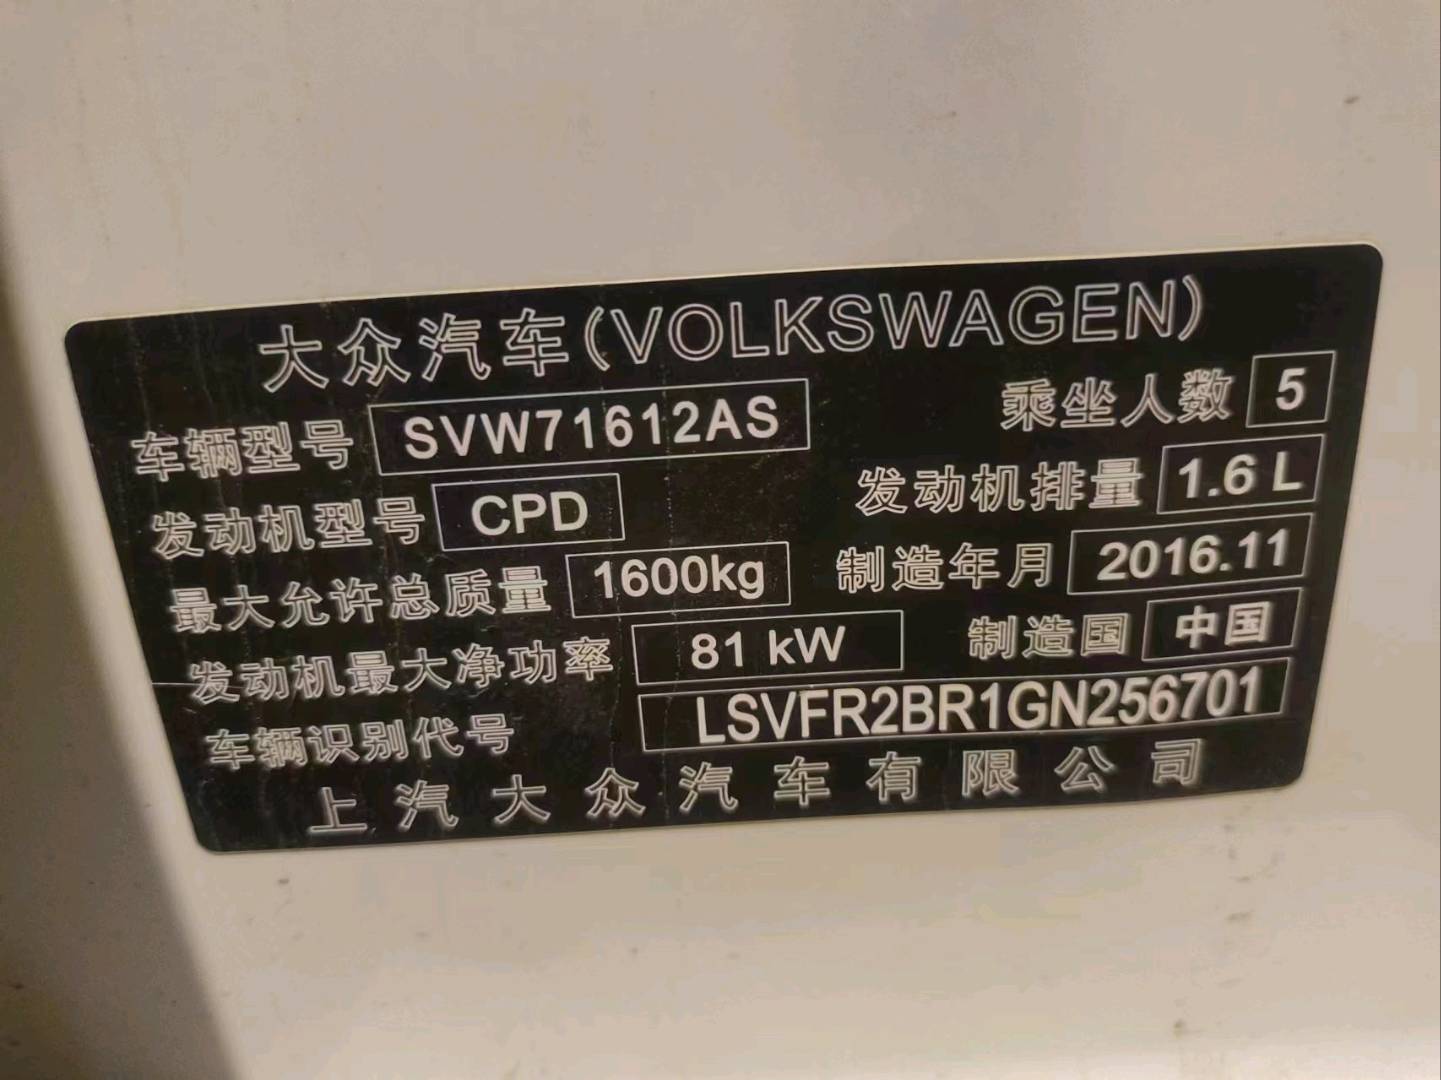 大众汽车(VOLKSWAGEN)
车辆型号 SVW71612AS 乘坐人数 5
发动机型号 CPD 发动机排量 1.6 L
最大允许总质量 1600kg 制造年月 2016.11
发动机最大净功率 81 kW 制造国 中国
车辆识别代号 LSVFR2BR1GN256701
上汽大众汽车有限公司